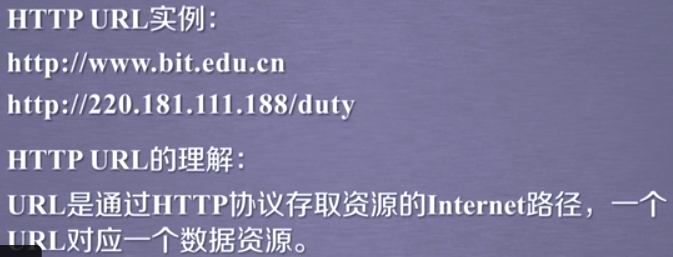 HTTP URL实例：
http://www.bit.edu.cn
http://220.181.111.188/duty
HTTP URL的理解：
URL是通过HTTP协议存取资源的Internet路径，一个
URL对应一个数据资源。